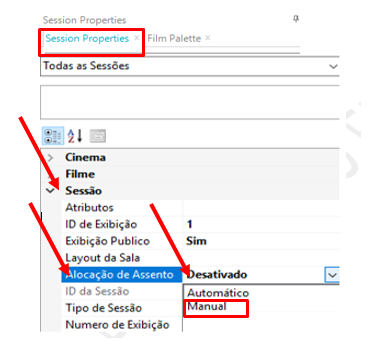 Session Properties
Session Properties × Film Palette ×
Todas as Sessões
Cinema
Filme
Sessão
Atributos
ID de Exibição 1
Exibição Publico Sim
Layout da Sala
Alocação de Assento Desativado
ID da Sessão Automático
Tipo de Sessão Manual
Numero de Exibição